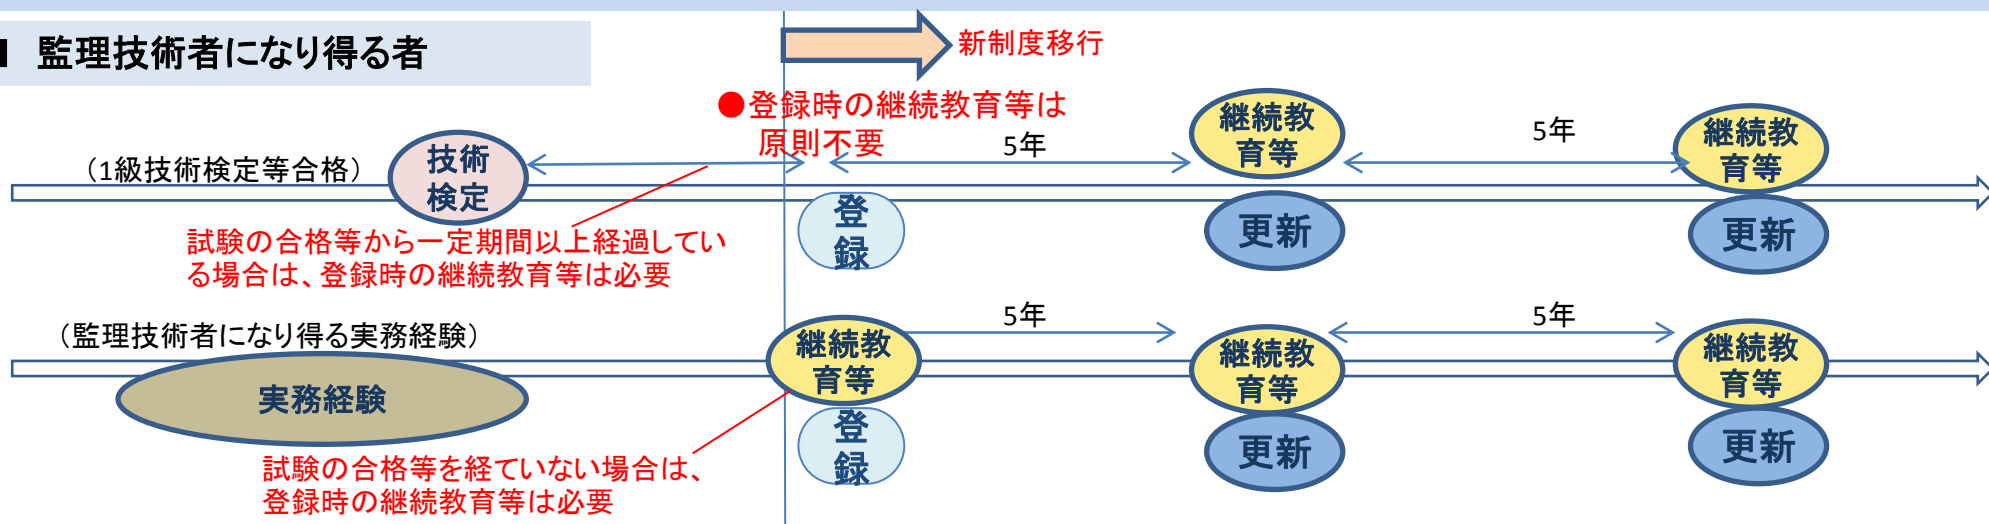 ■ 監理技術者になり得る者
新制度移行
●登録時の継続教育等は
原則不要
(1級技術検定等合格)
技術
検定
5年
継続教
育等
5年
継続教
育等
登
録
更新
更新
試験の合格等から一定期間以上経過してい
る場合は、登録時の継続教育等は必要
(監理技術者になり得る実務経験)
実務経験
継続教
育等
5年
継続教
育等
5年
継続教
育等
登
録
更新
更新
試験の合格等を経ていない場合は、
登録時の継続教育等は必要